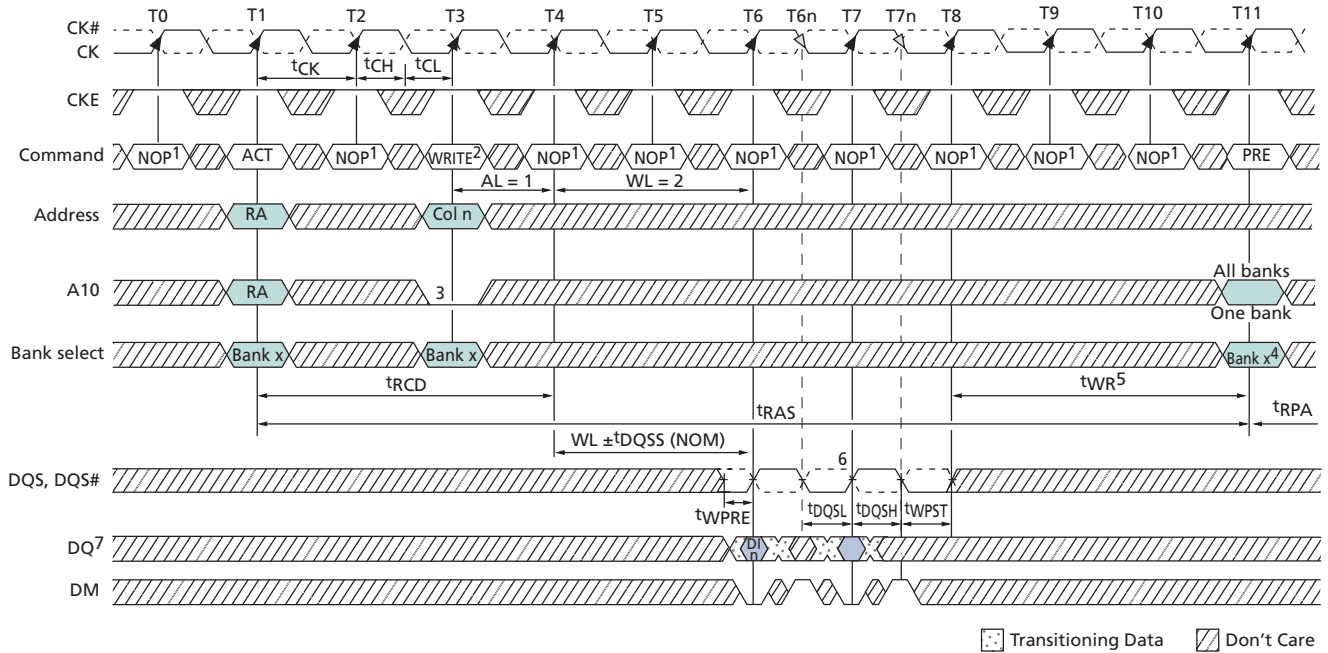 T0 T1 T2 T3 T4 T5 T6 T6n T7 T7n T8 T9 T10 T11
CK#
CK
tCK tCH tCL
CKE
Command NOP1 ACT NOP1 WRITE2 NOP1 NOP1 NOP1 NOP1 NOP1 NOP1 NOP1 PRE
AL = 1 WL = 2
Address RA Col n
All banks
A10 RA 3
One bank
Bank select Bank x Bank x Bank x4
tRCD tWR5
tRAS tRPA
WL ±tDQSS (NOM)
6
DQS, DQS#
tWPRE tDQSL tDQSH tWPST
DQ7 DI
n
DM
Transitioning Data Don't Care